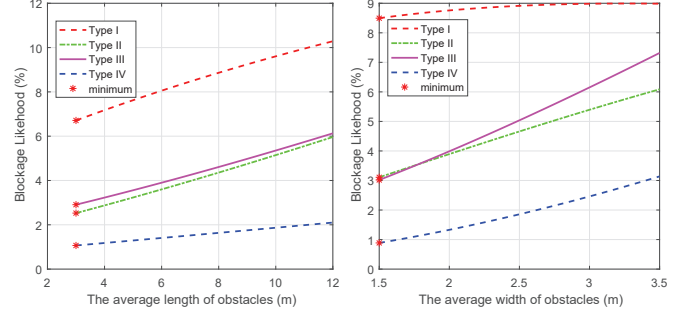 12
10
8
6
4
2
0
Blockage Likehood (%)
Type I
Type II
Type III
Type IV
minimum
2 4 6 8 10 12
The average length of obstacles (m)
9
8
7
6
5
4
3
2
1
0
Blockage Likehood (%)
Type I
Type II
Type III
Type IV
minimum
1.5 2 2.5 3 3.5
The average width of obstacles (m)